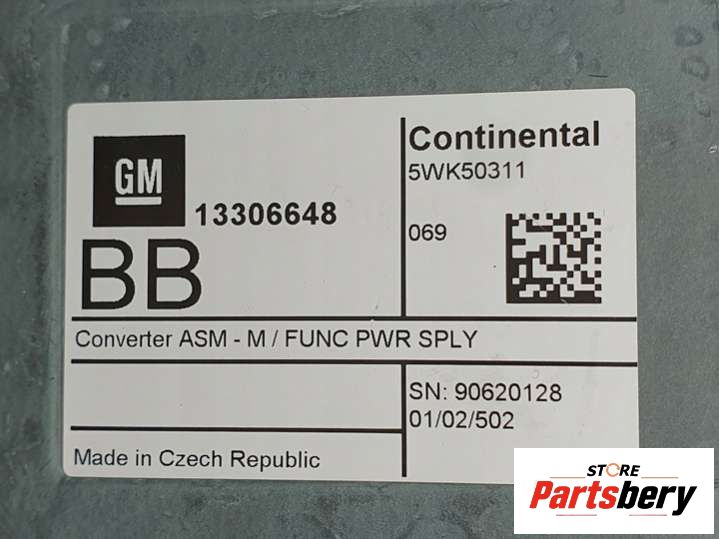 GM
13306648
BB
Continental
5WK50311
069
Converter ASM - M / FUNC PWR SPLY
SN: 90620128
01/02/502
Made in Czech Republic
STORE
Partsbery